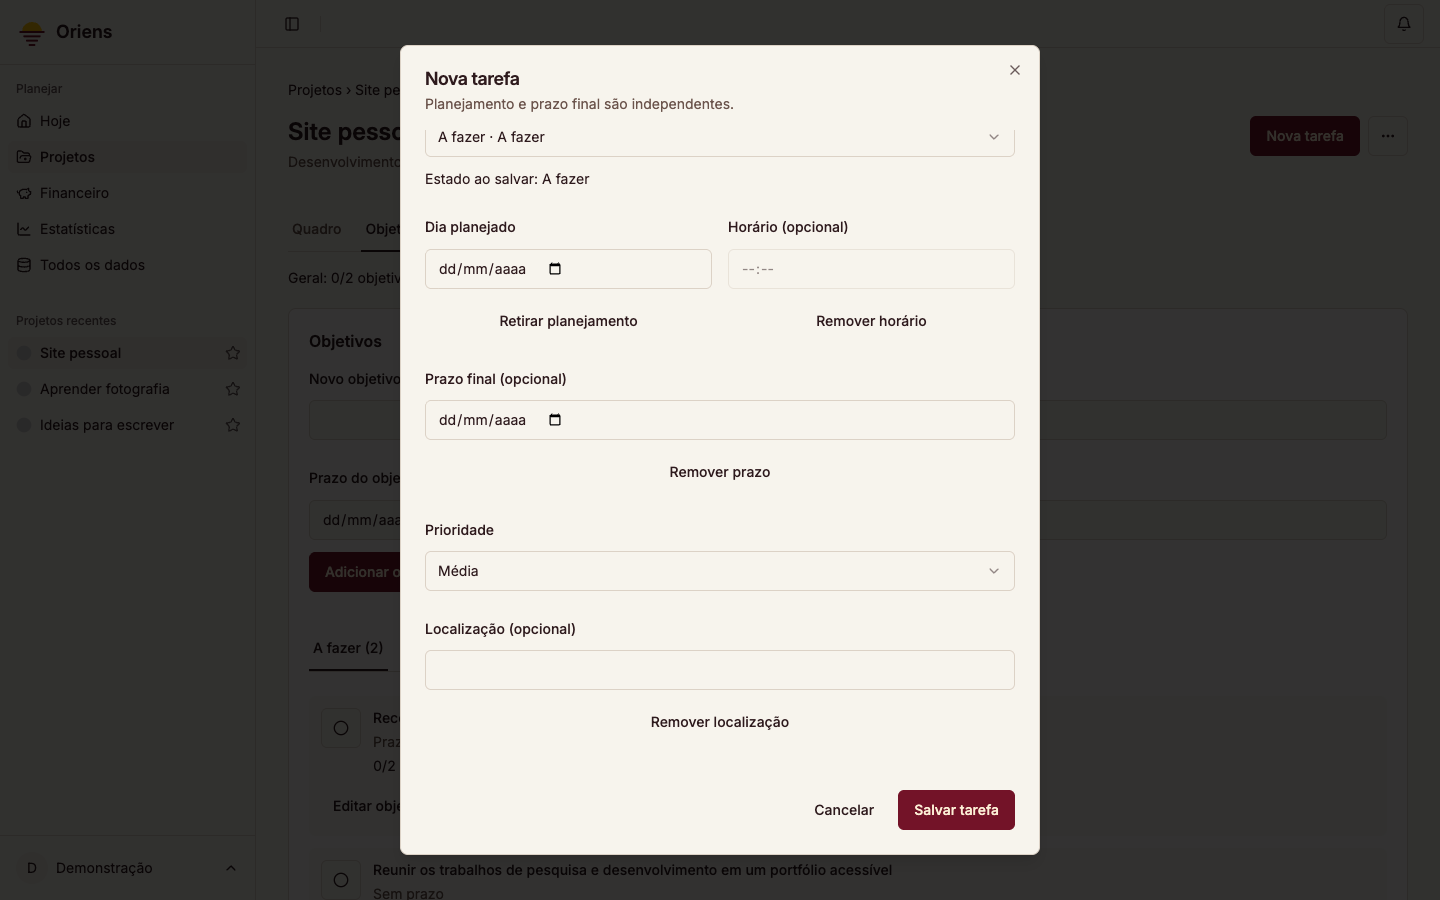 Oriens
Planejar
Hoje
Projetos
Financeiro
Estatísticas
Todos os dados
Projetos recentes
Site pessoal
Aprender fotografia
Ideias para escrever
D Demonstração
Projetos › Site pe
Site pesso
Desenvolvimento
Nova tarefa
Quadro Objet
Geral: 0/2 objetiv
Objetivos
Novo objetivo
Prazo do obje
dd/mm/aaa
Adicionar o
A fazer (2)
Reco
Praz
0/2
Editar obje
Reunir os trabalhos de pesquisa e desenvolvimento em um portfólio acessível
Sem prazo
Nova tarefa
Planejamento e prazo final são independentes.
A fazer · A fazer
Estado ao salvar: A fazer
Dia planejado Horário (opcional)
dd/mm/aaaa --:--
Retirar planejamento Remover horário
Prazo final (opcional)
dd/mm/aaaa
Remover prazo
Prioridade
Média
Localização (opcional)
Remover localização
Cancelar Salvar tarefa